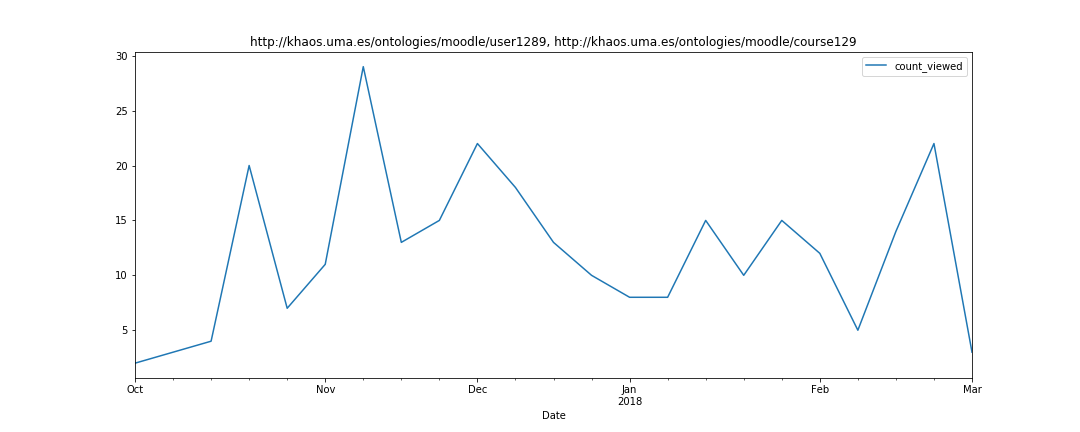 http://khaos.uma.es/ontologies/moodle/user1289, http://khaos.uma.es/ontologies/moodle/course129
count_viewed
30
25
20
15
10
5
Oct
Nov
Dec
Jan
2018
Feb
Mar
Date